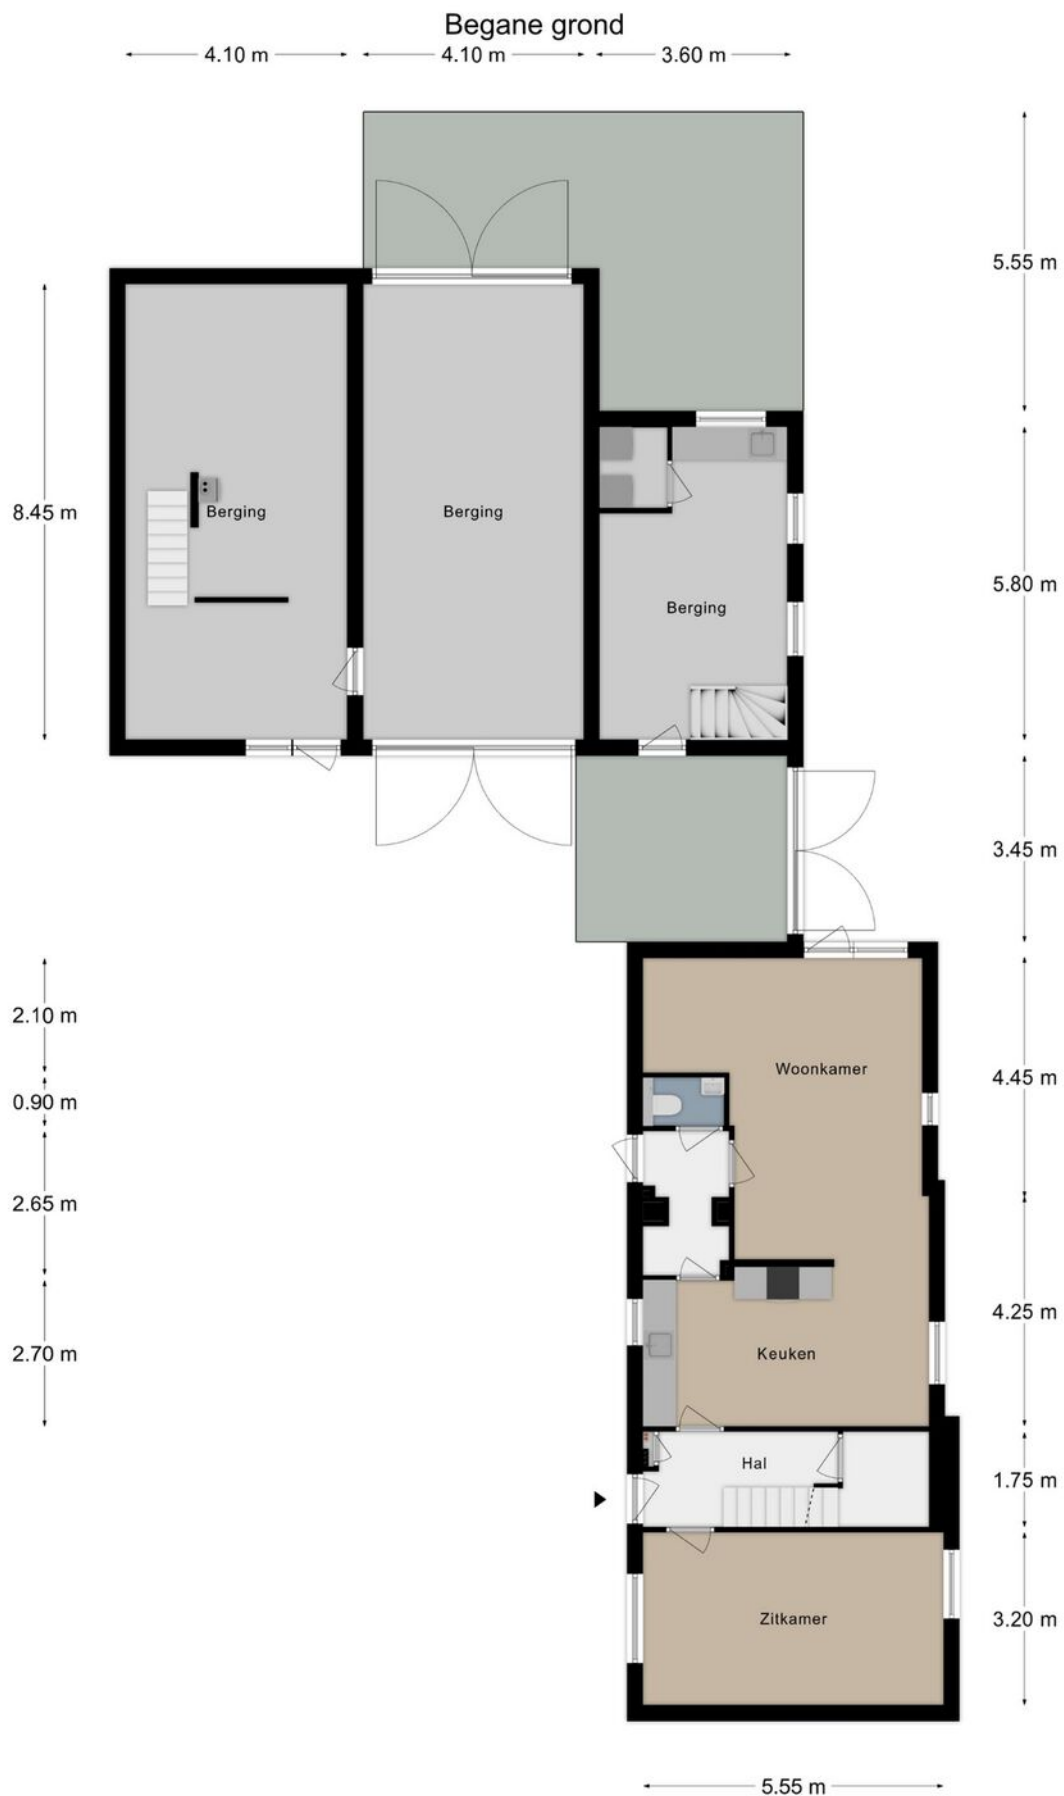 Begane grond
4.10 m 4.10 m 3.60 m
5.55 m
8.45 m
Berging
Berging
5.80 m
Berging
3.45 m
2.10 m
Woonkamer
4.45 m
0.90 m
2.65 m
4.25 m
2.70 m
Keuken
Hal
1.75 m
Zitkamer
3.20 m
5.55 m